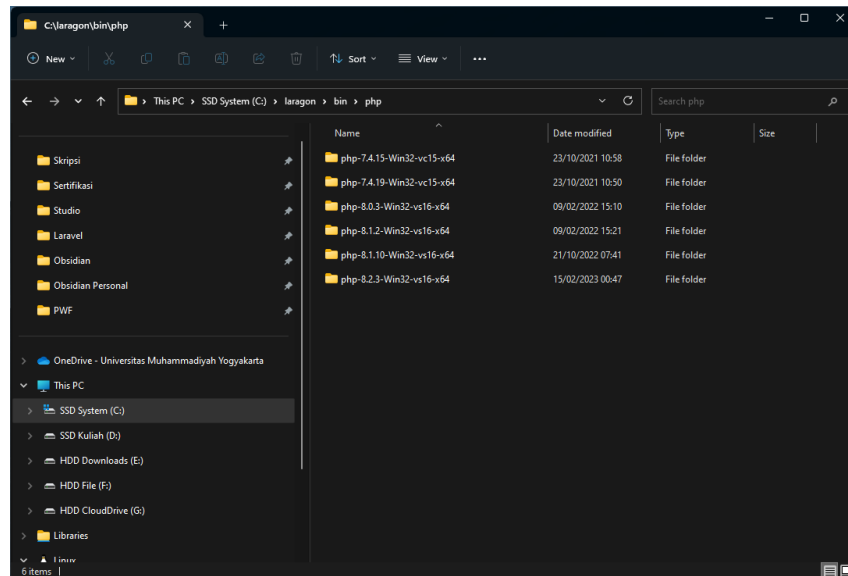 C:\laragon\bin\php
New
Sort
View
This PC > SSD System (C:) > laragon > bin > php
Search php
Name Date modified Type Size
php-7.4.15-Win32-vc15-x64 23/10/2021 10:58 File folder
php-7.4.19-Win32-vc15-x64 23/10/2021 10:50 File folder
php-8.0.3-Win32-vs16-x64 09/02/2022 15:10 File folder
php-8.1.2-Win32-vs16-x64 09/02/2022 15:21 File folder
php-8.1.10-Win32-vs16-x64 21/10/2022 07:41 File folder
php-8.2.3-Win32-vs16-x64 15/02/2023 00:47 File folder
Skripsi
Sertifikasi
Studio
Laravel
Obsidian
Obsidian Personal
PWF
OneDrive - Universitas Muhammadiyah Yogyakarta
This PC
SSD System (C:)
SSD Kuliah (D:)
HDD Downloads (E:)
HDD File (F:)
HDD CloudDrive (G:)
Libraries
Linux
6 items